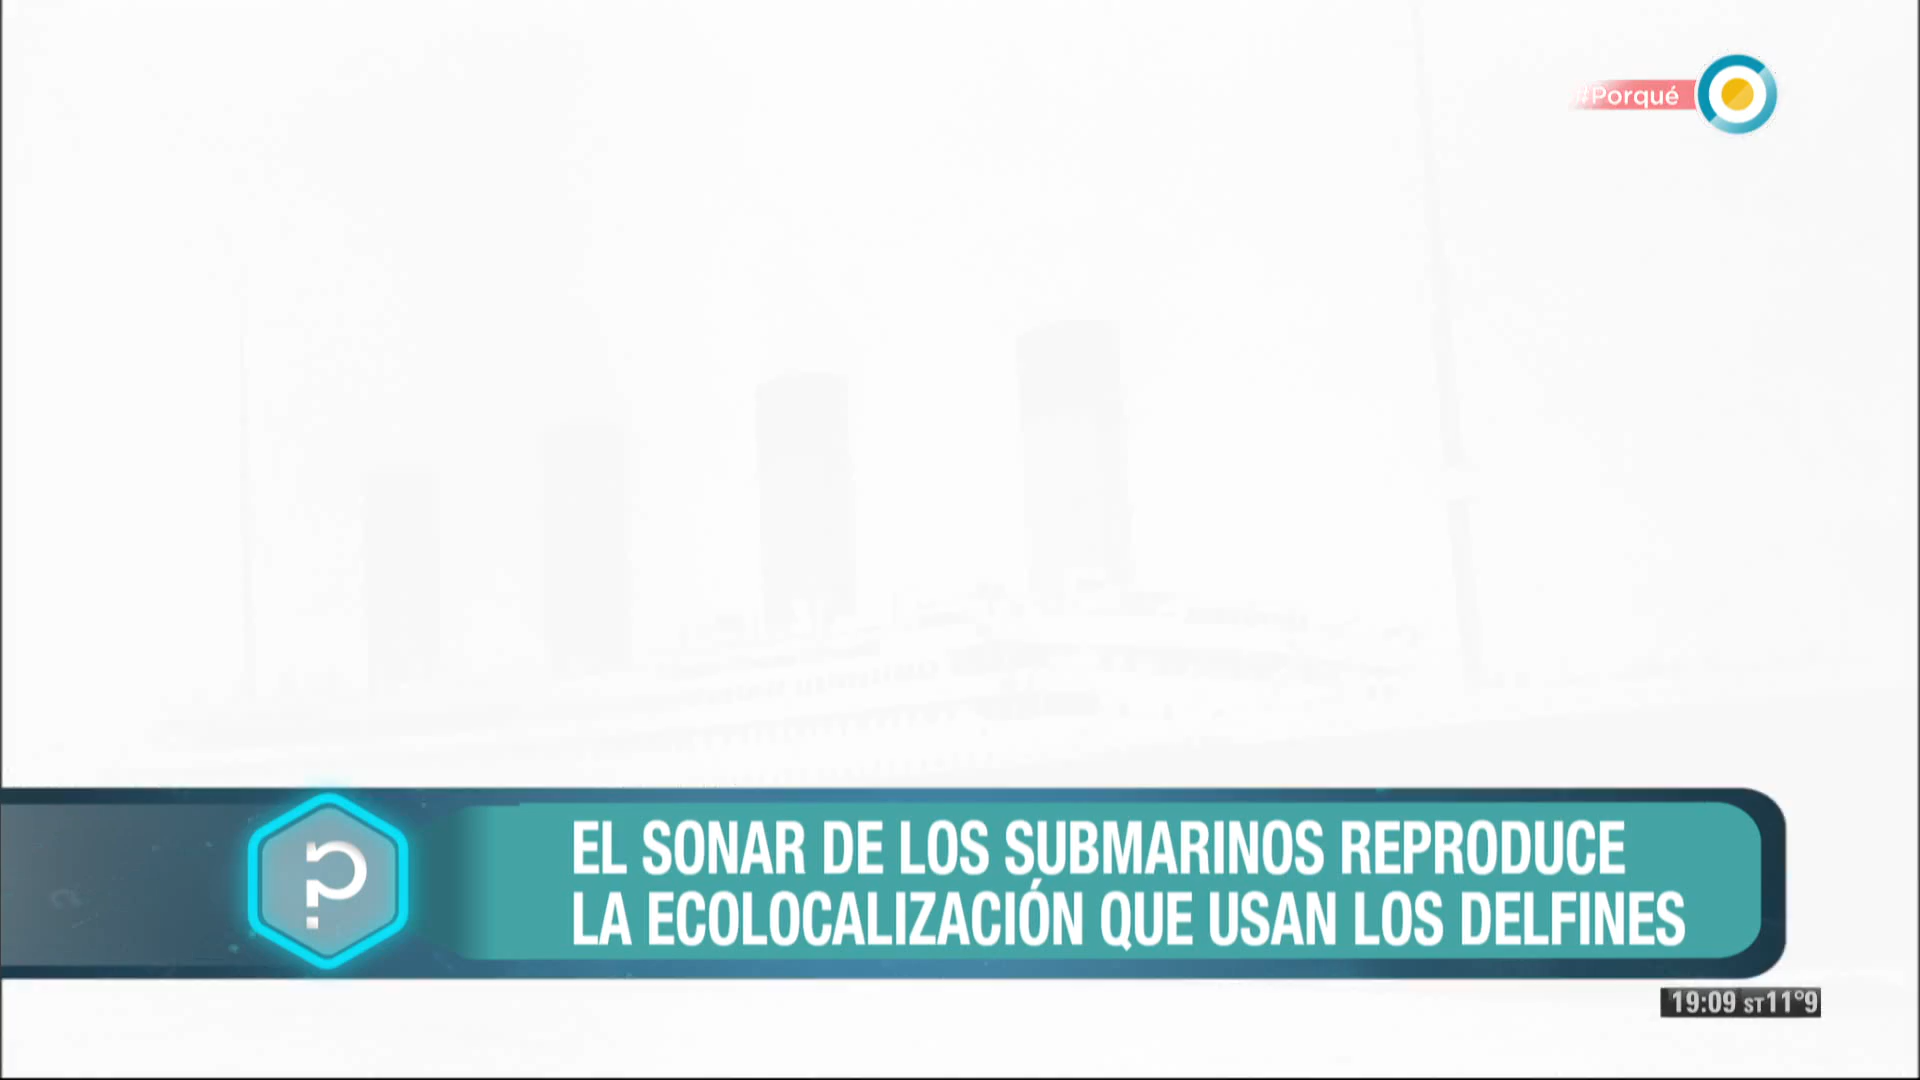 #Porqué
EL SONAR DE LOS SUBMARINOS REPRODUCE
LA ECOLOCALIZACIÓN QUE USAN LOS DELFINES
19:09 ST 11°9